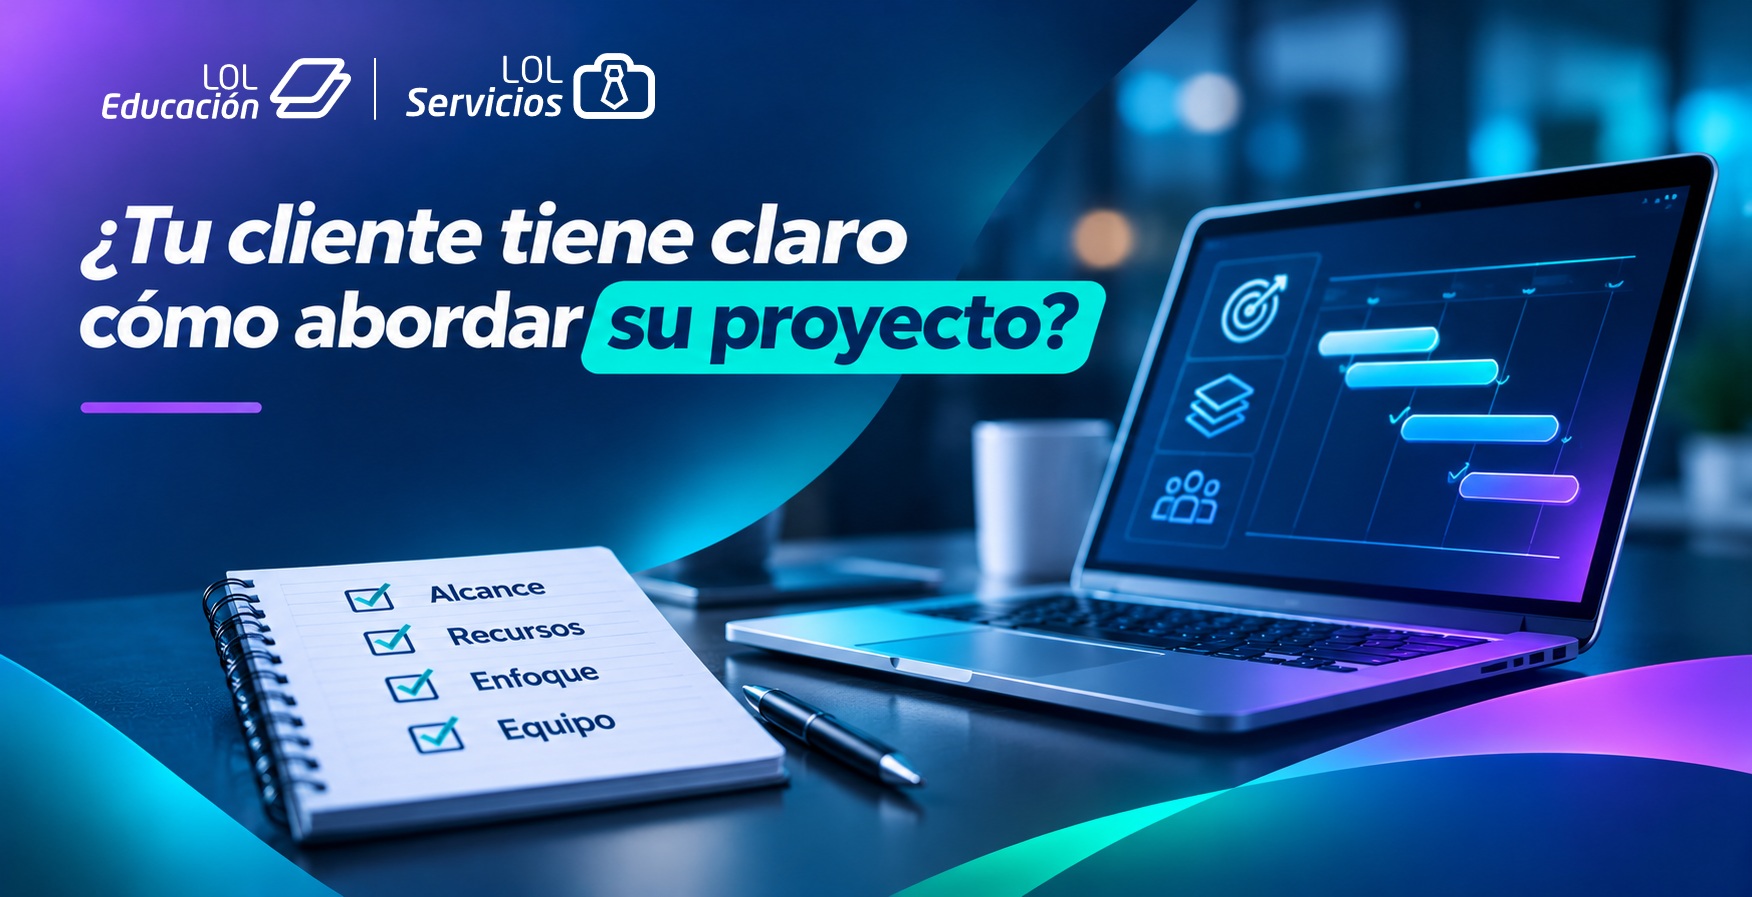 LOL
Educación
LOL
Servicios
¿Tu cliente tiene claro
cómo abordar su proyecto?
Alcance
Recursos
Enfoque
Equipo